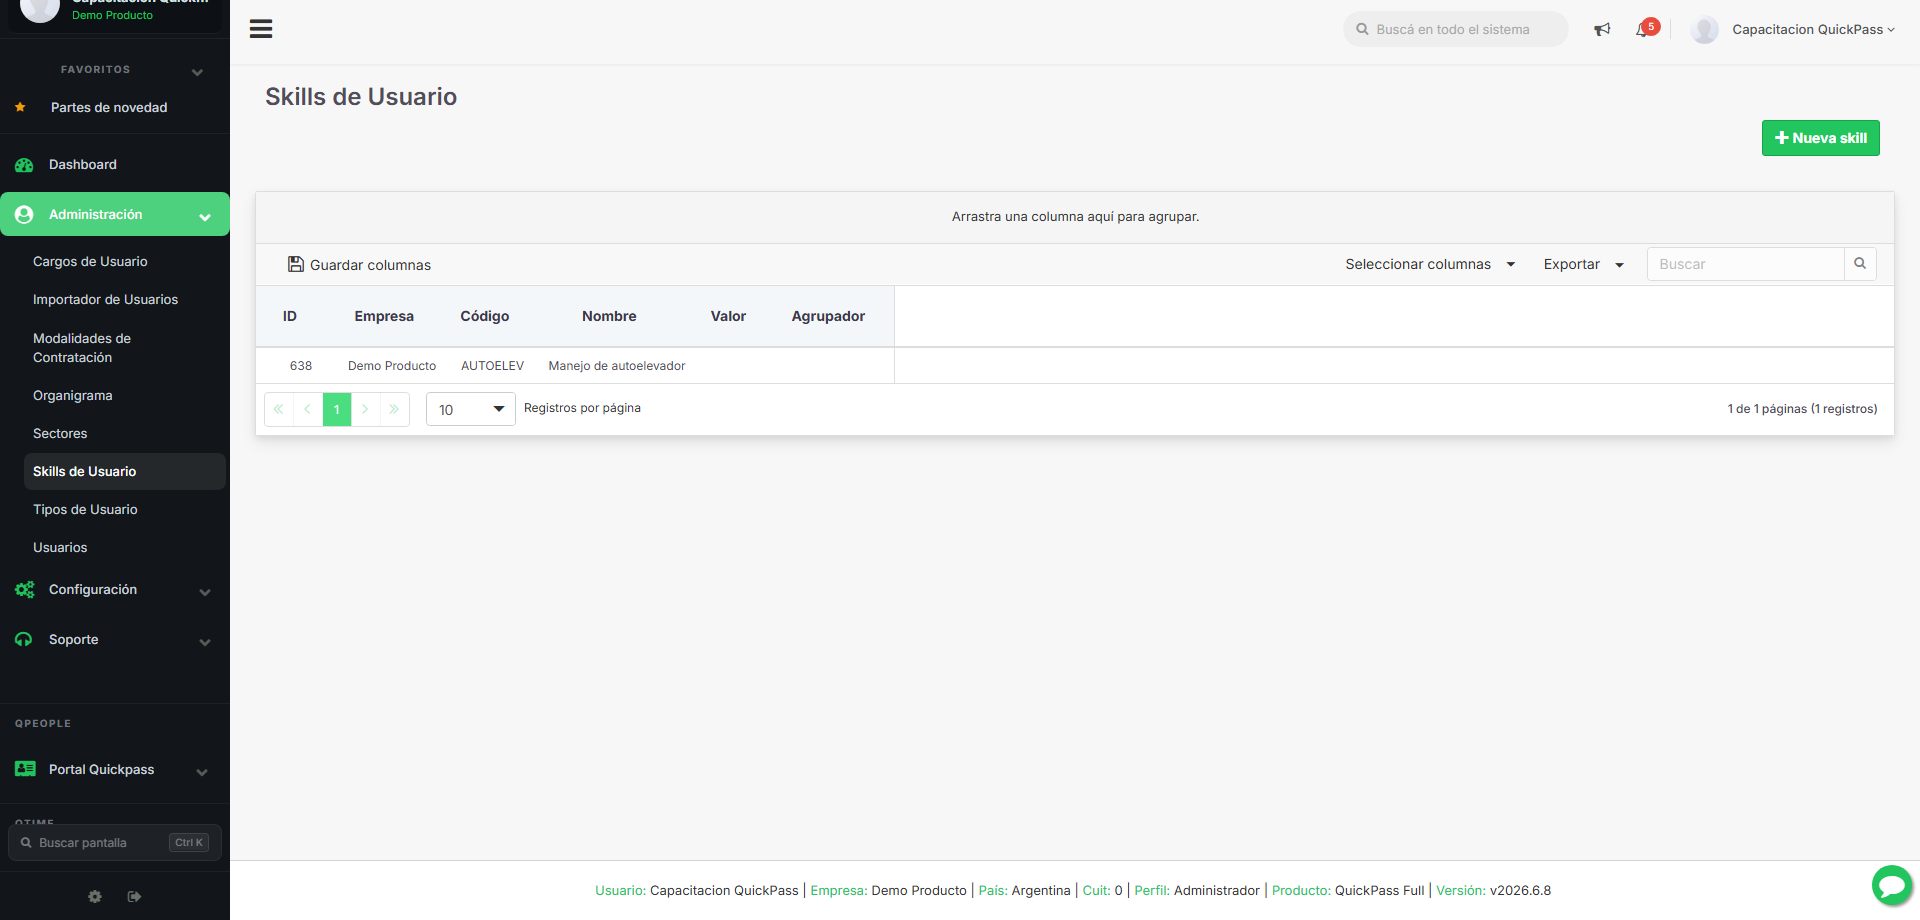 Demo Producto
FAVORITOS
Partes de novedad
Dashboard
Administración
Cargos de Usuario
Importador de Usuarios
Modalidades de
Contratación
Organigrama
Sectores
Skills de Usuario
Tipos de Usuario
Usuarios
Configuración
Soporte
QPEOPLE
Portal Quickpass
Buscar pantalla
Ctrl K
Buscá en todo el sistema
5
Capacitacion QuickPass
Skills de Usuario
Nueva skill
Arrastra una columna aquí para agrupar.
Guardar columnas
Seleccionar columnas
Exportar
Buscar
ID Empresa Código Nombre Valor Agrupador
638 Demo Producto AUTOELEV Manejo de autoelevador
« ‹ 1 › »
10
Registros por página
1 de 1 páginas (1 registros)
Usuario: Capacitacion QuickPass | Empresa: Demo Producto | País: Argentina | Cuit: 0 | Perfil: Administrador | Producto: QuickPass Full | Versión: v2026.6.8